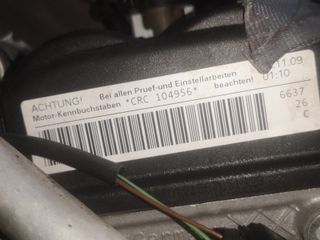 ACHTUNG! Bei allen Pruef-und Einstellarbeiten 11.09
Motor-Kennbuchstaben *CRC 104956* beachten! 01:10
6637
26
C